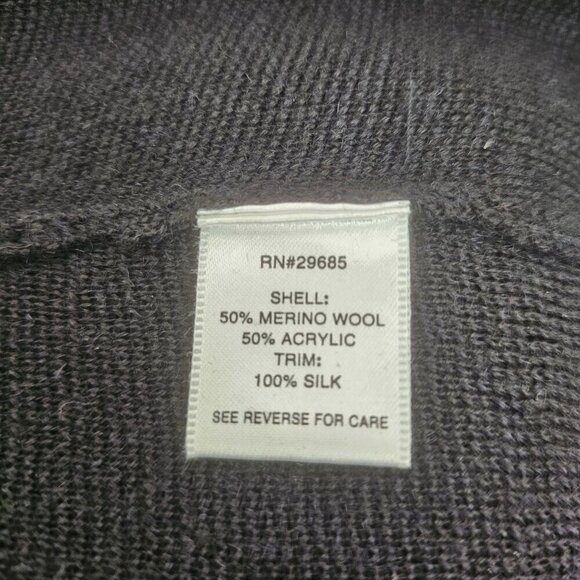 RN#29685
SHELL:
50% MERINO WOOL
50% ACRYLIC
TRIM:
100% SILK
SEE REVERSE FOR CARE